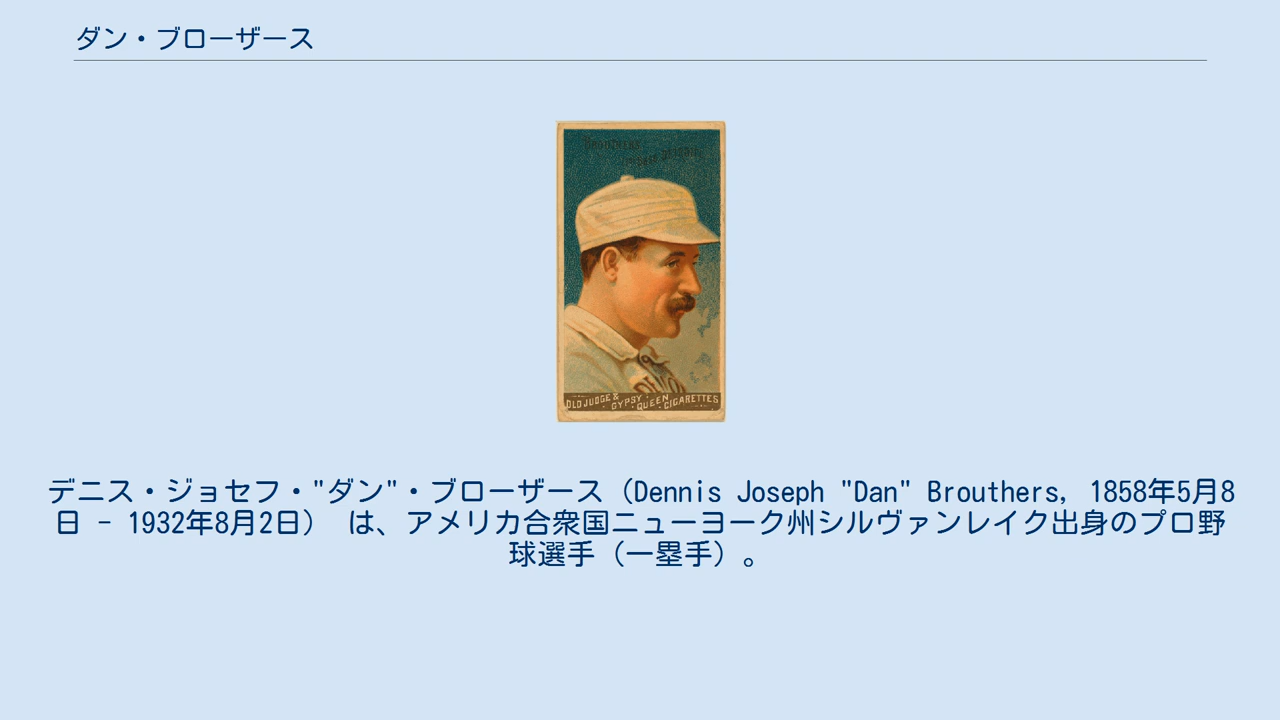 ダン・ブローザース
Brouthers
OLD JUDGE & GYPSY QUEEN CIGARETTES
デニス・ジョセフ・"ダン"・ブローザース（Dennis Joseph "Dan" Brouthers, 1858年5月8
日 - 1932年8月2日） は、アメリカ合衆国ニューヨーク州シルヴァンレイク出身のプロ野
球選手（一塁手）。